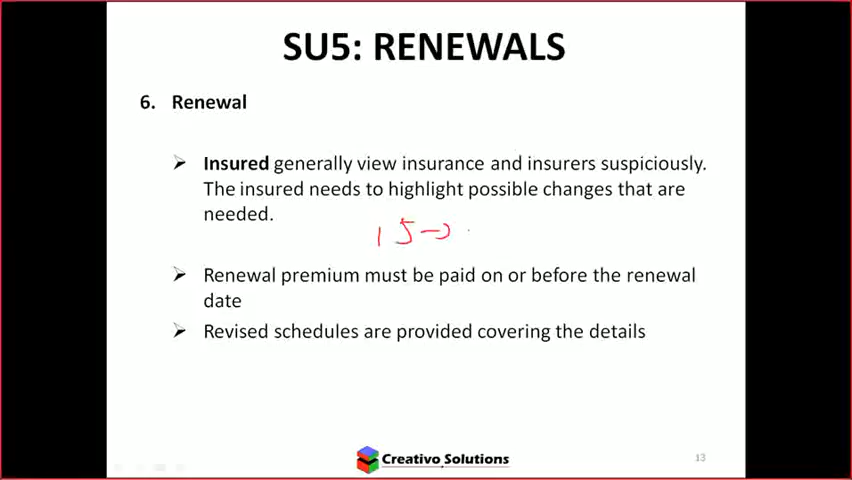 SU5: RENEWALS
6. Renewal
➤ Insured generally view insurance and insurers suspiciously.
The insured needs to highlight possible changes that are
needed.
15→
➤ Renewal premium must be paid on or before the renewal
date
➤ Revised schedules are provided covering the details
Creativo Solutions
13